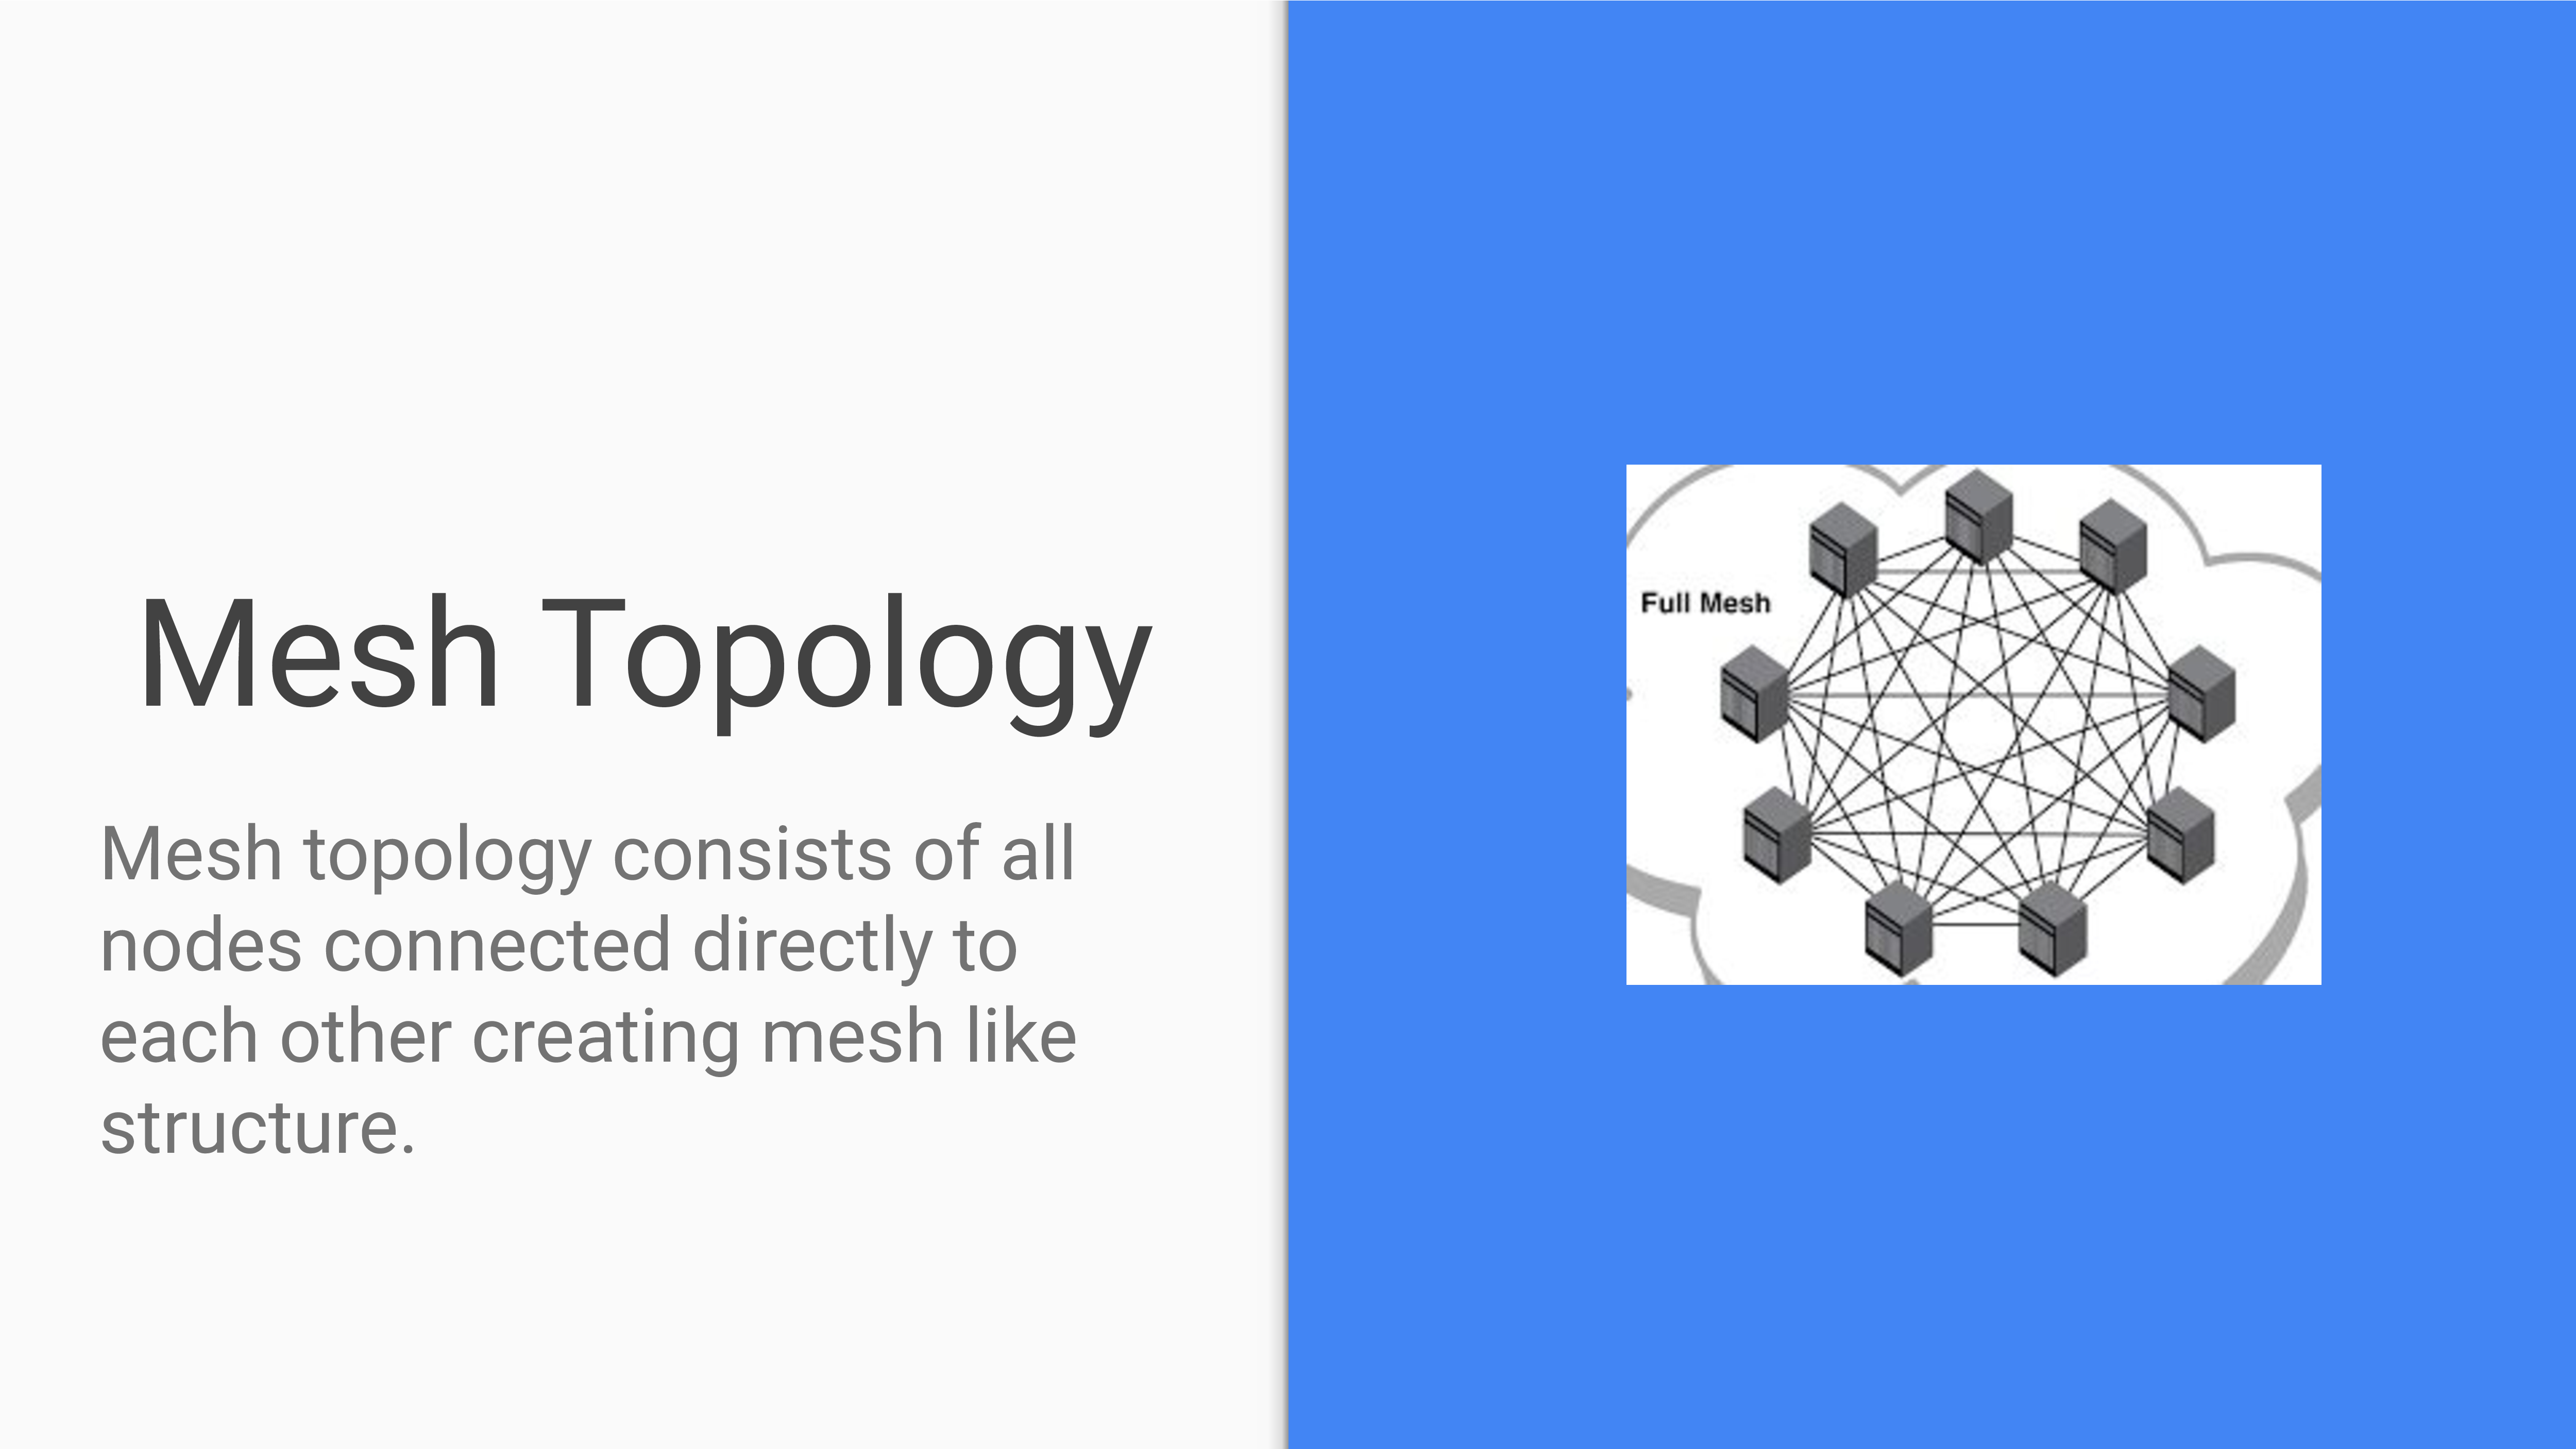 Mesh Topology
Mesh topology consists of all
nodes connected directly to
each other creating mesh like
structure.
Full Mesh